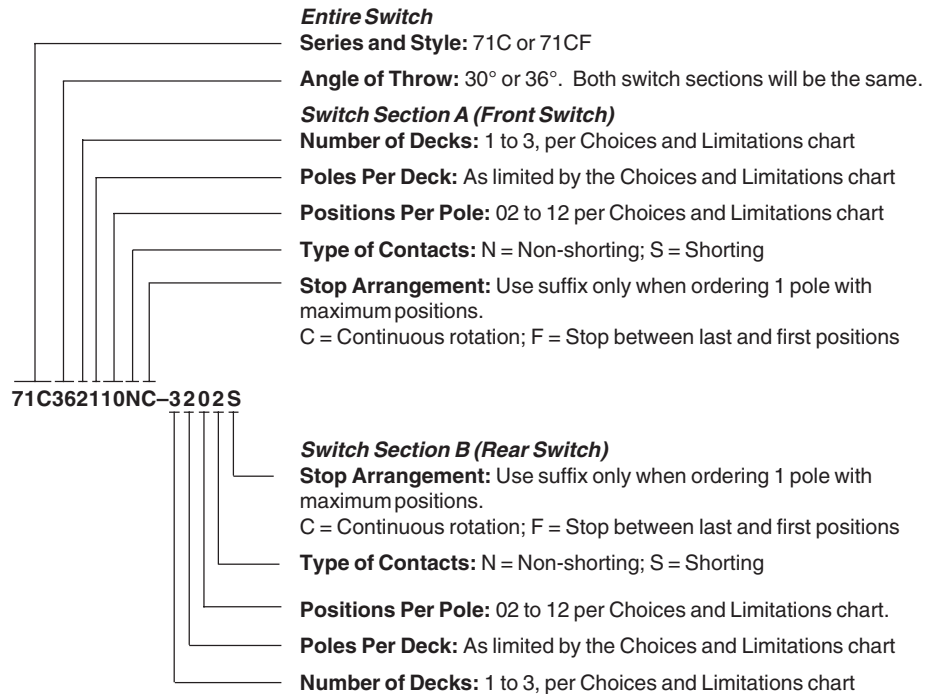 Entire Switch
Series and Style: 71C or 71CF
Angle of Throw: 30° or 36°. Both switch sections will be the same.
Switch Section A (Front Switch)
Number of Decks: 1 to 3, per Choices and Limitations chart
Poles Per Deck: As limited by the Choices and Limitations chart
Positions Per Pole: 02 to 12 per Choices and Limitations chart
Type of Contacts: N = Non-shorting; S = Shorting
Stop Arrangement: Use suffix only when ordering 1 pole with
maximum positions.
C = Continuous rotation; F = Stop between last and first positions
71C362110NC–3202S
Switch Section B (Rear Switch)
Stop Arrangement: Use suffix only when ordering 1 pole with
maximum positions.
C = Continuous rotation; F = Stop between last and first positions
Type of Contacts: N = Non-shorting; S = Shorting
Positions Per Pole: 02 to 12 per Choices and Limitations chart.
Poles Per Deck: As limited by the Choices and Limitations chart
Number of Decks: 1 to 3, per Choices and Limitations chart